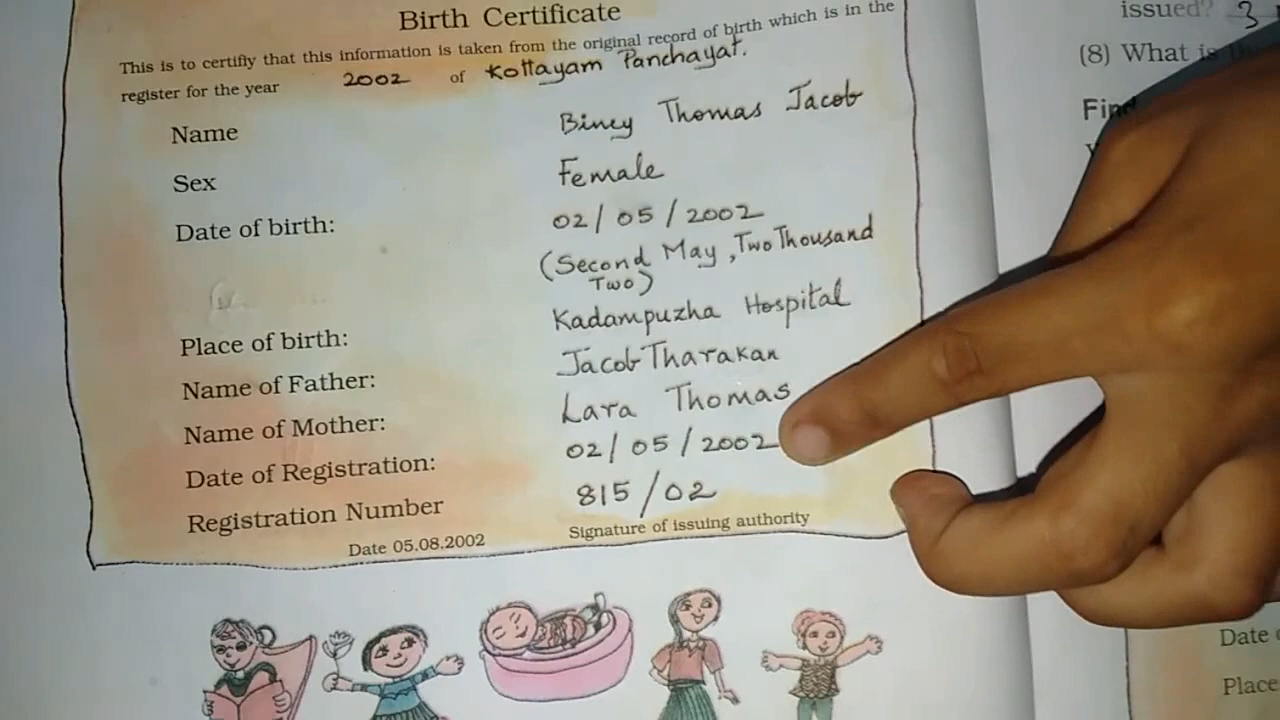 Birth Certificate
This is to certifiy that this information is taken from the original record of birth which is in the
register for the year 2002 of Kottayam Panchayat.
Name Biney Thomas Jacob
Sex Female
Date of birth: 02/05/2002
(Second May, Two Thousand
Two)
Place of birth: Kadampuzha Hospital
Name of Father: Jacob Tharakan
Name of Mother: Lara Thomas
Date of Registration: 02/05/2002
Registration Number 815/02
Date 05.08.2002 Signature of issuing authority
issued? 3
(8) What is
Date
Place